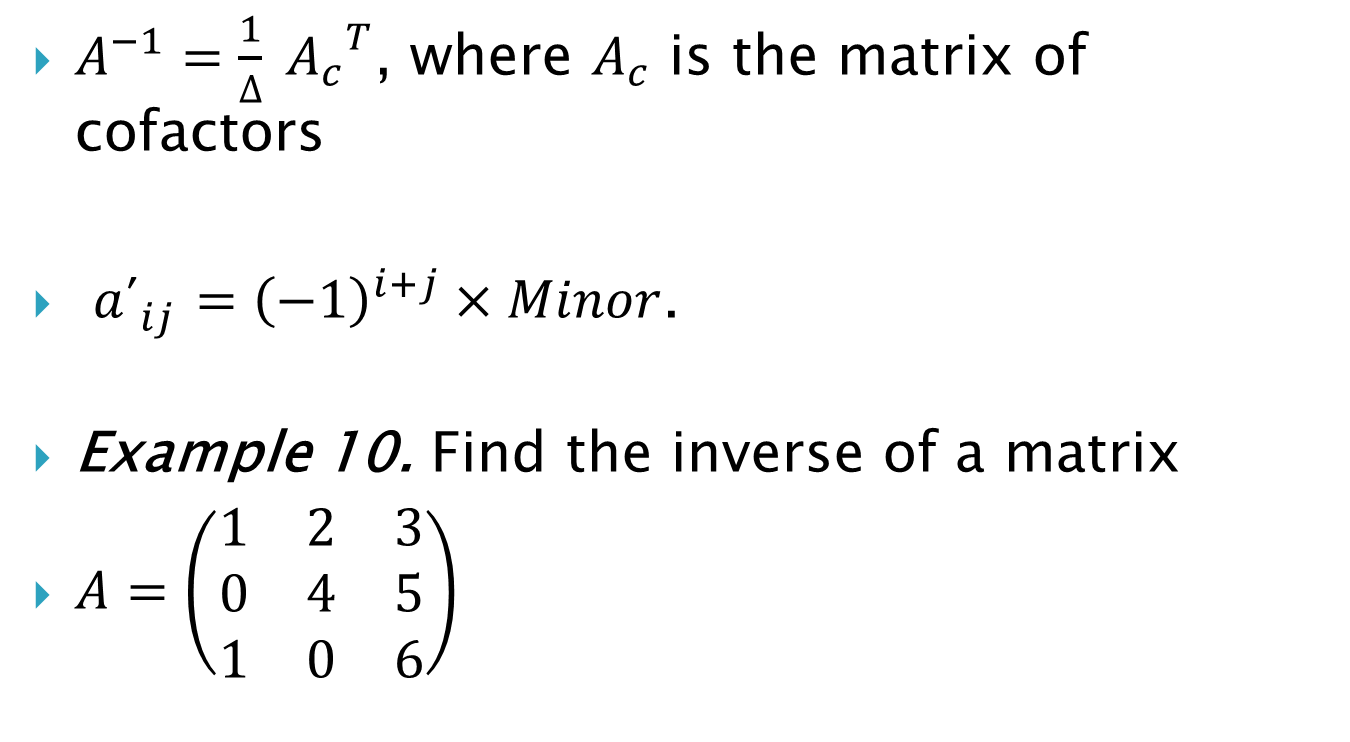 ▸ A⁻¹ = 1/Δ A_c^T, where A_c is the matrix of
cofactors
▸ a′_ij = (−1)^{i+j} × Minor.
▸ Example 10. Find the inverse of a matrix
▸ A = (1 2 3
0 4 5
1 0 6)